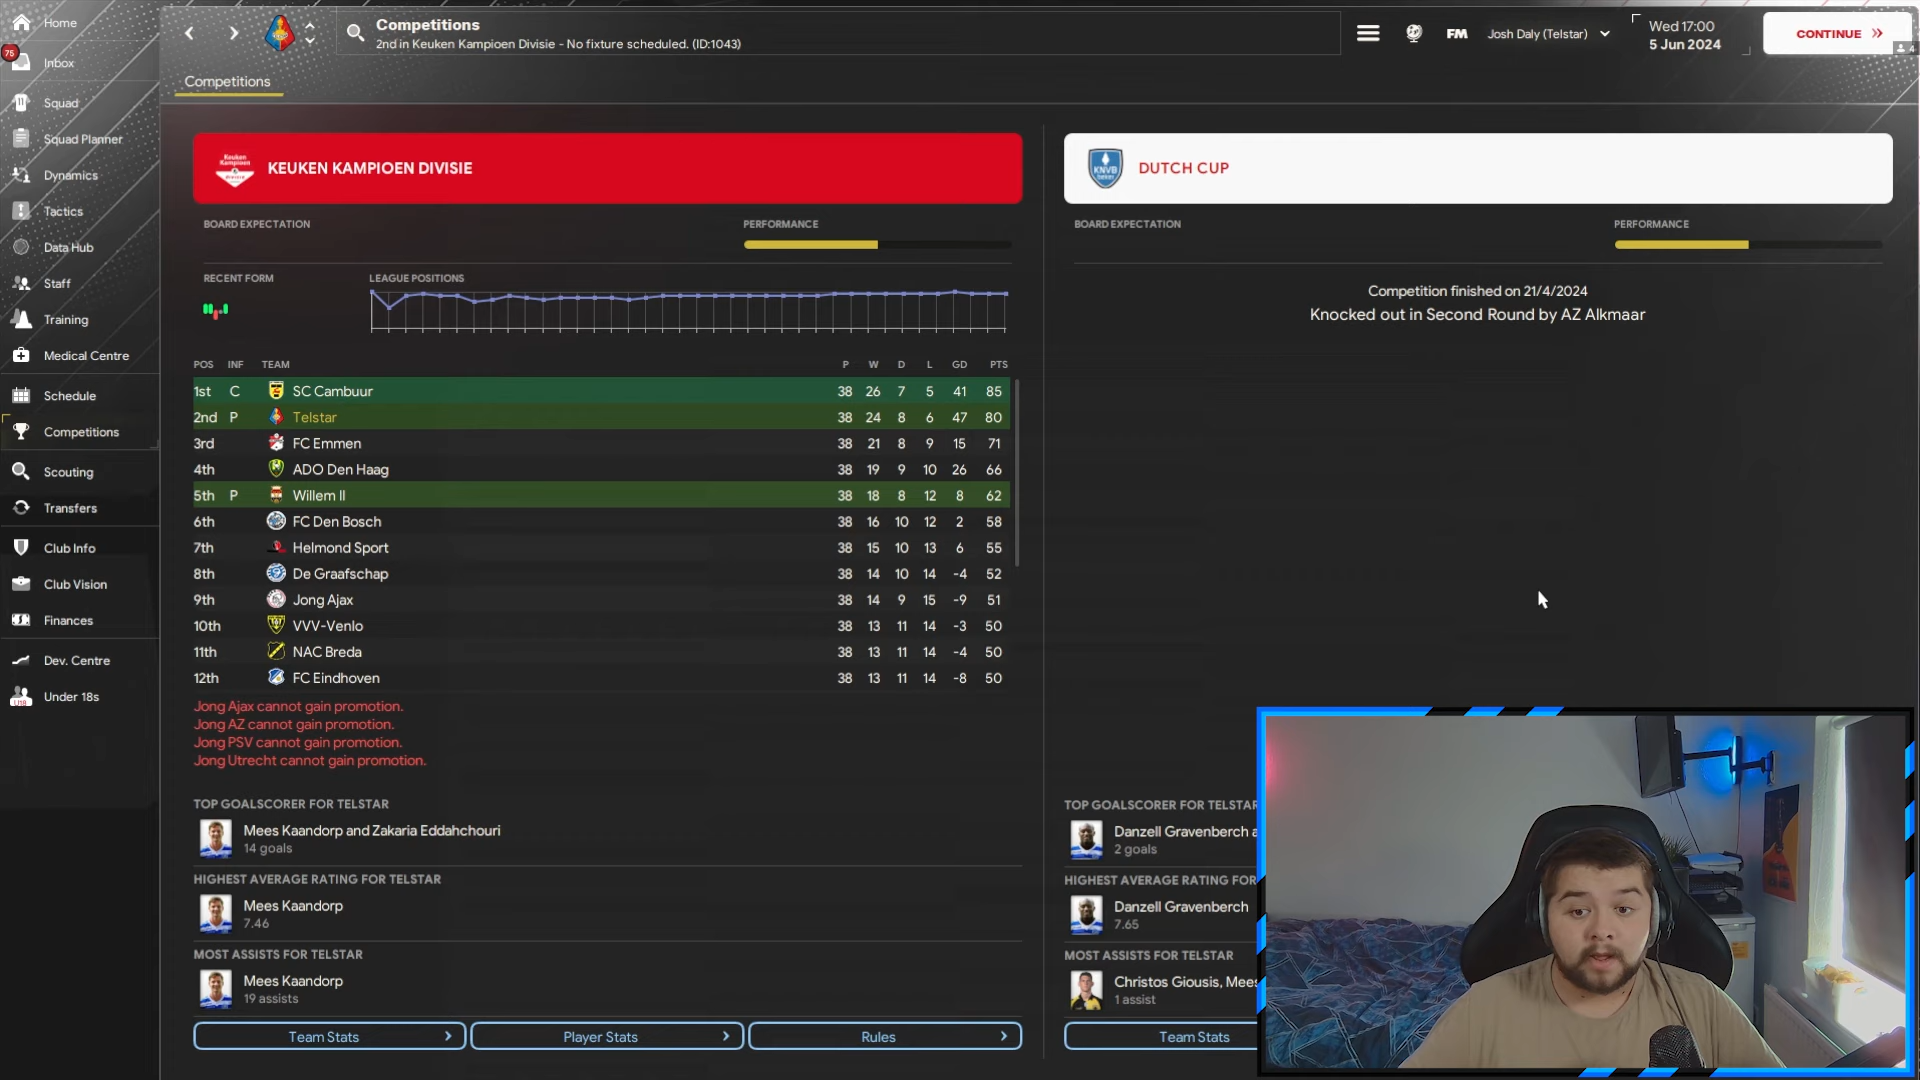 Home
75
Inbox
Squad
Squad Planner
Dynamics
Tactics
Data Hub
Staff
Training
Medical Centre
Schedule
Competitions
Scouting
Transfers
Club Info
Club Vision
Finances
Dev. Centre
U18
Under 18s
Competitions
2nd in Keuken Kampioen Divisie - No fixture scheduled. (ID:1043)
FM
Josh Daly (Telstar)
Wed 17:00
5 Jun 2024
CONTINUE
4
Competitions
Keuken Kampioen divisie
KEUKEN KAMPIOEN DIVISIE
BOARD EXPECTATION PERFORMANCE
RECENT FORM LEAGUE POSITIONS
POS INF TEAM P W D L GD PTS
1st C SC Cambuur 38 26 7 5 41 85
2nd P Telstar 38 24 8 6 47 80
3rd FC Emmen 38 21 8 9 15 71
4th ADO Den Haag 38 19 9 10 26 66
5th P Willem II 38 18 8 12 8 62
6th FC Den Bosch 38 16 10 12 2 58
7th Helmond Sport 38 15 10 13 6 55
8th De Graafschap 38 14 10 14 -4 52
9th Jong Ajax 38 14 9 15 -9 51
10th VVV-Venlo 38 13 11 14 -3 50
11th NAC Breda 38 13 11 14 -4 50
12th FC Eindhoven 38 13 11 14 -8 50
Jong Ajax cannot gain promotion.
Jong AZ cannot gain promotion.
Jong PSV cannot gain promotion.
Jong Utrecht cannot gain promotion.
TOP GOALSCORER FOR TELSTAR
Mees Kaandorp and Zakaria Eddahchouri
14 goals
HIGHEST AVERAGE RATING FOR TELSTAR
Mees Kaandorp
7.46
MOST ASSISTS FOR TELSTAR
Mees Kaandorp
19 assists
Team Stats
Player Stats
Rules
KNVB beker
DUTCH CUP
BOARD EXPECTATION PERFORMANCE
Competition finished on 21/4/2024
Knocked out in Second Round by AZ Alkmaar
TOP GOALSCORER FOR TELSTAR
Danzell Gravenberch a
2 goals
HIGHEST AVERAGE RATING FOR
Danzell Gravenberch
7.65
MOST ASSISTS FOR TELSTAR
Christos Giousis, Mees
1 assist
Team Stats